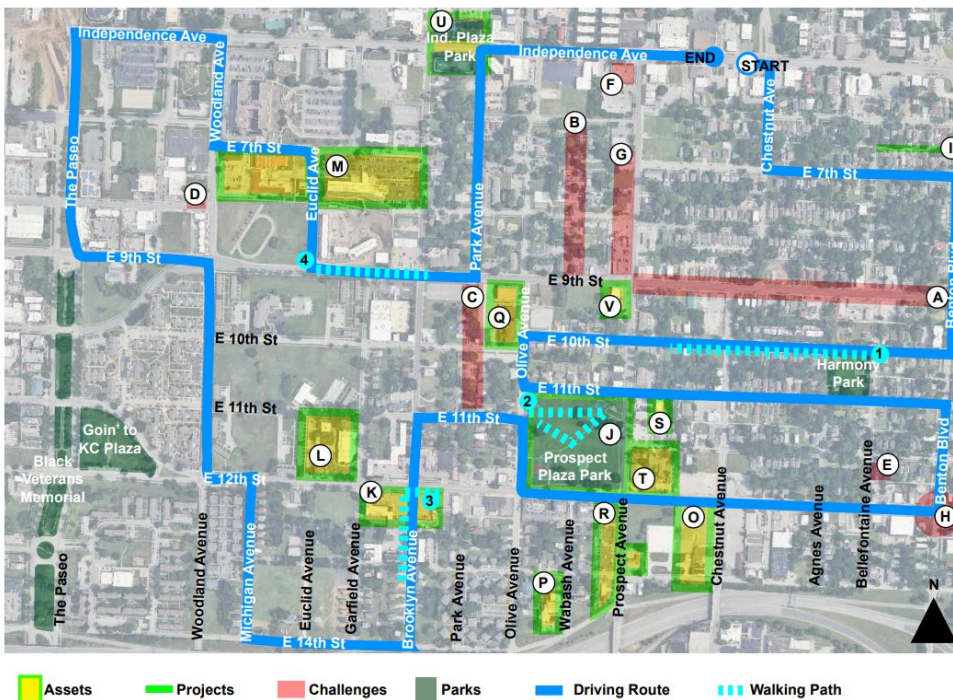 U
Independence Ave
Ind. Plaza
Park
Independence Ave
END
START
F
B
G
I
Chestnut Ave
The Paseo
Woodland Ave
E 7th St
M
Euclid Ave
Park Avenue
E 7th St
D
4
E 9th St
E 9th St
C
Q
V
A
Benton Blvd
Olive Avenue
E 10th St
E 10th St
1
Harmony
Park
E 11th St
2
E 11th St
E 11th St
J
S
Prospect
Plaza Park
Goin' to
KC Plaza
Black
Veterans
Memorial
L
T
E
Benton Blvd
E 12th St
K
3
R
O
H
The Paseo
Woodland Avenue
Michigan Avenue
Euclid Avenue
Garfield Avenue
Brooklyn Avenue
Park Avenue
Olive Avenue
P
Wabash Avenue
Prospect Avenue
Chestnut Avenue
Agnes Avenue
Bellefontaine Avenue
N
E 14th St
Assets
Projects
Challenges
Parks
Driving Route
Walking Path